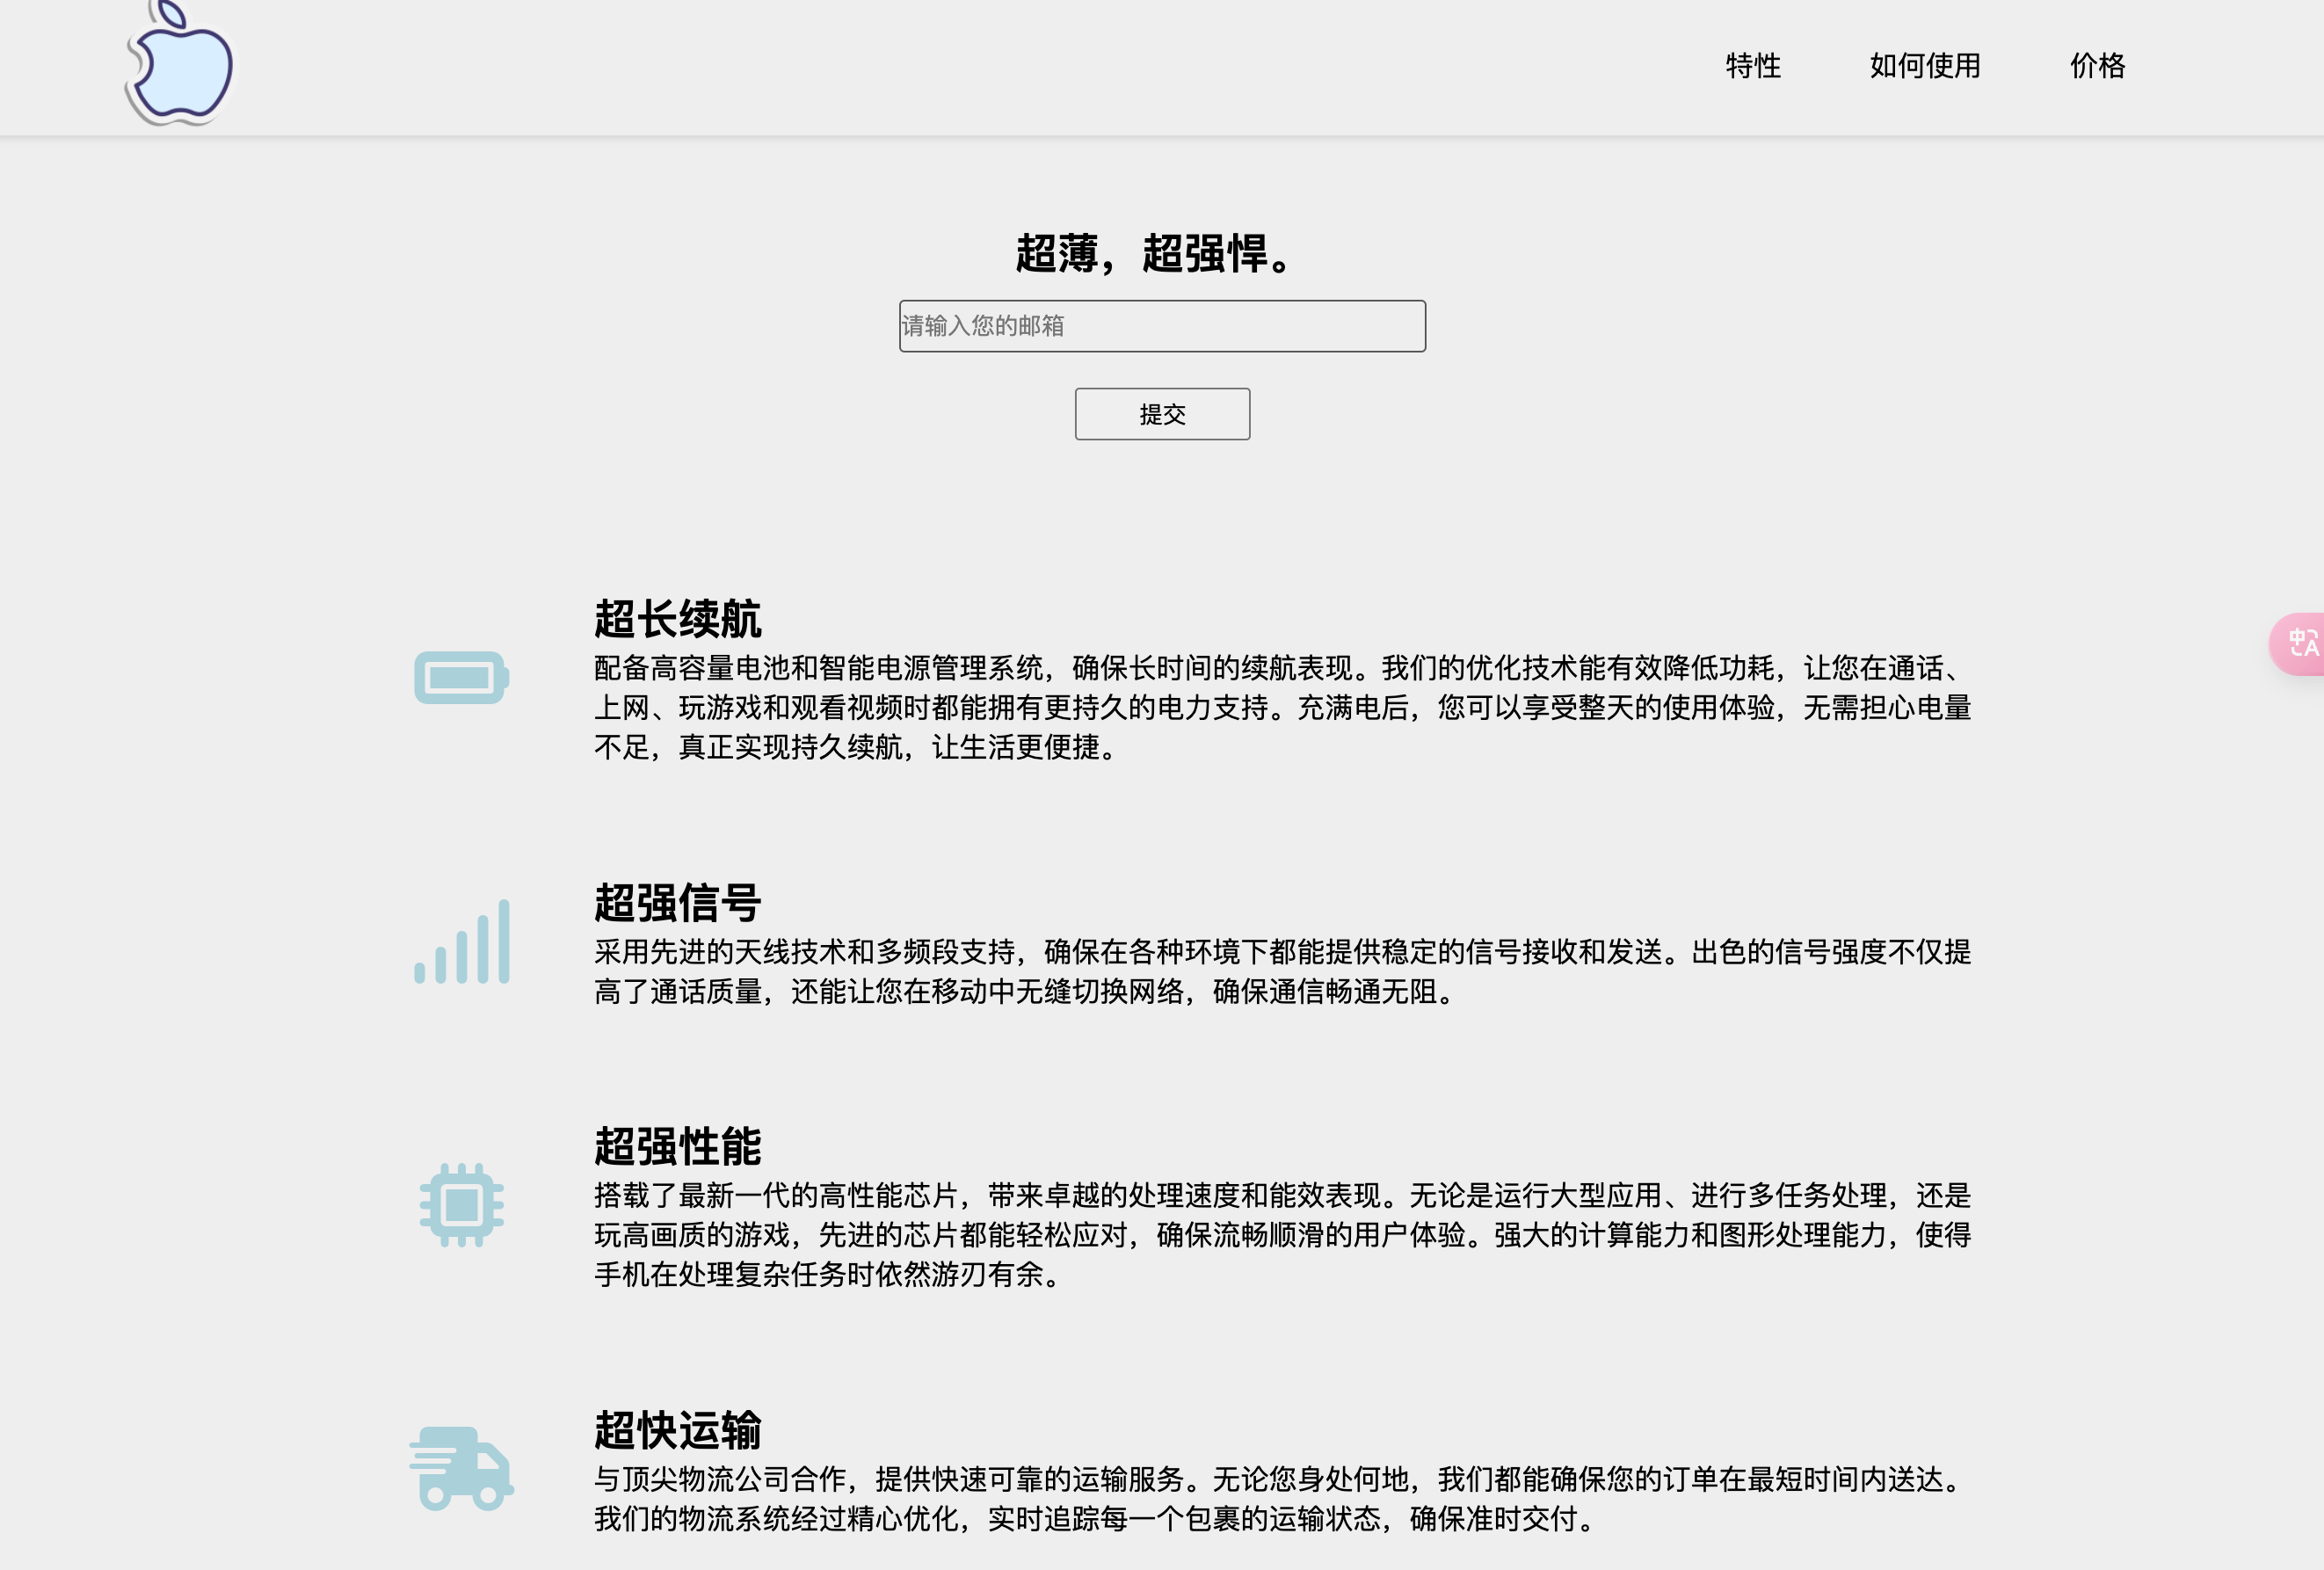 特性 如何使用 价格
超薄，超强悍。
请输入您的邮箱
提交
超长续航
配备高容量电池和智能电源管理系统，确保长时间的续航表现。我们的优化技术能有效降低功耗，让您在通话、
上网、玩游戏和观看视频时都能拥有更持久的电力支持。充满电后，您可以享受整天的使用体验，无需担心电量
不足，真正实现持久续航，让生活更便捷。
超强信号
采用先进的天线技术和多频段支持，确保在各种环境下都能提供稳定的信号接收和发送。出色的信号强度不仅提
高了通话质量，还能让您在移动中无缝切换网络，确保通信畅通无阻。
超强性能
搭载了最新一代的高性能芯片，带来卓越的处理速度和能效表现。无论是运行大型应用、进行多任务处理，还是
玩高画质的游戏，先进的芯片都能轻松应对，确保流畅顺滑的用户体验。强大的计算能力和图形处理能力，使得
手机在处理复杂任务时依然游刃有余。
超快运输
与顶尖物流公司合作，提供快速可靠的运输服务。无论您身处何地，我们都能确保您的订单在最短时间内送达。
我们的物流系统经过精心优化，实时追踪每一个包裹的运输状态，确保准时交付。
中A